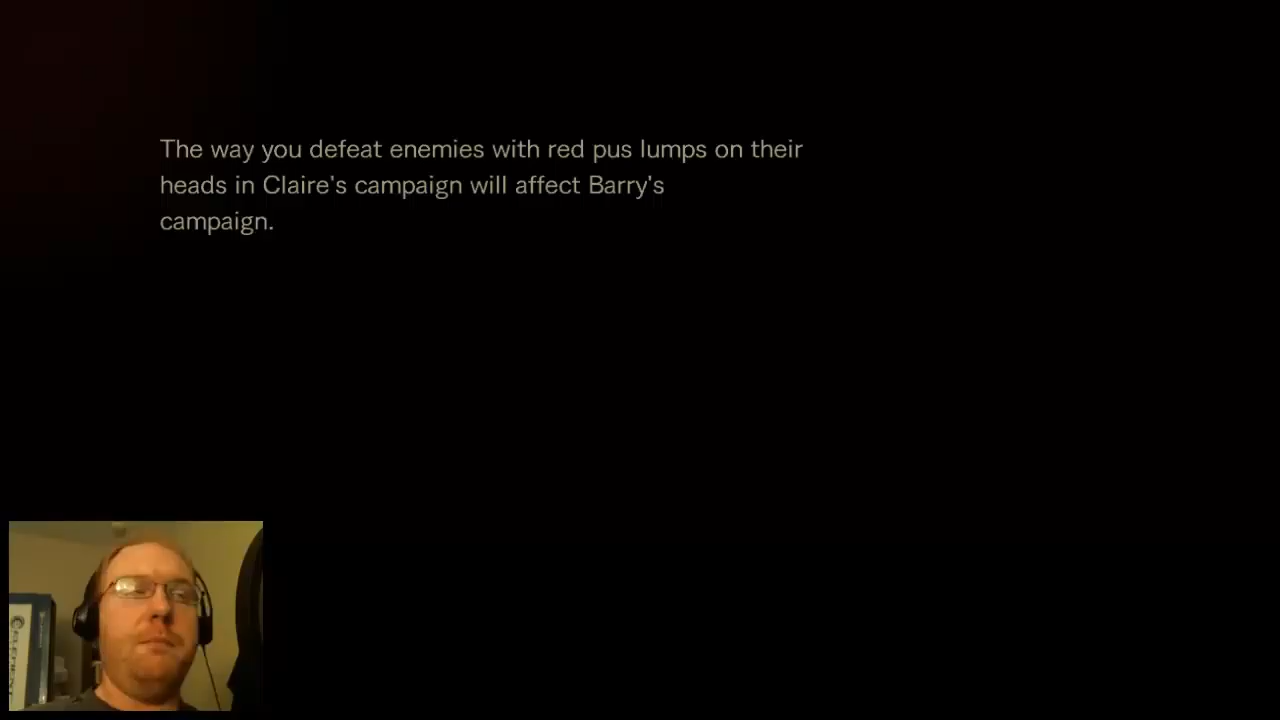 The way you defeat enemies with red pus lumps on their
heads in Claire's campaign will affect Barry's
campaign.